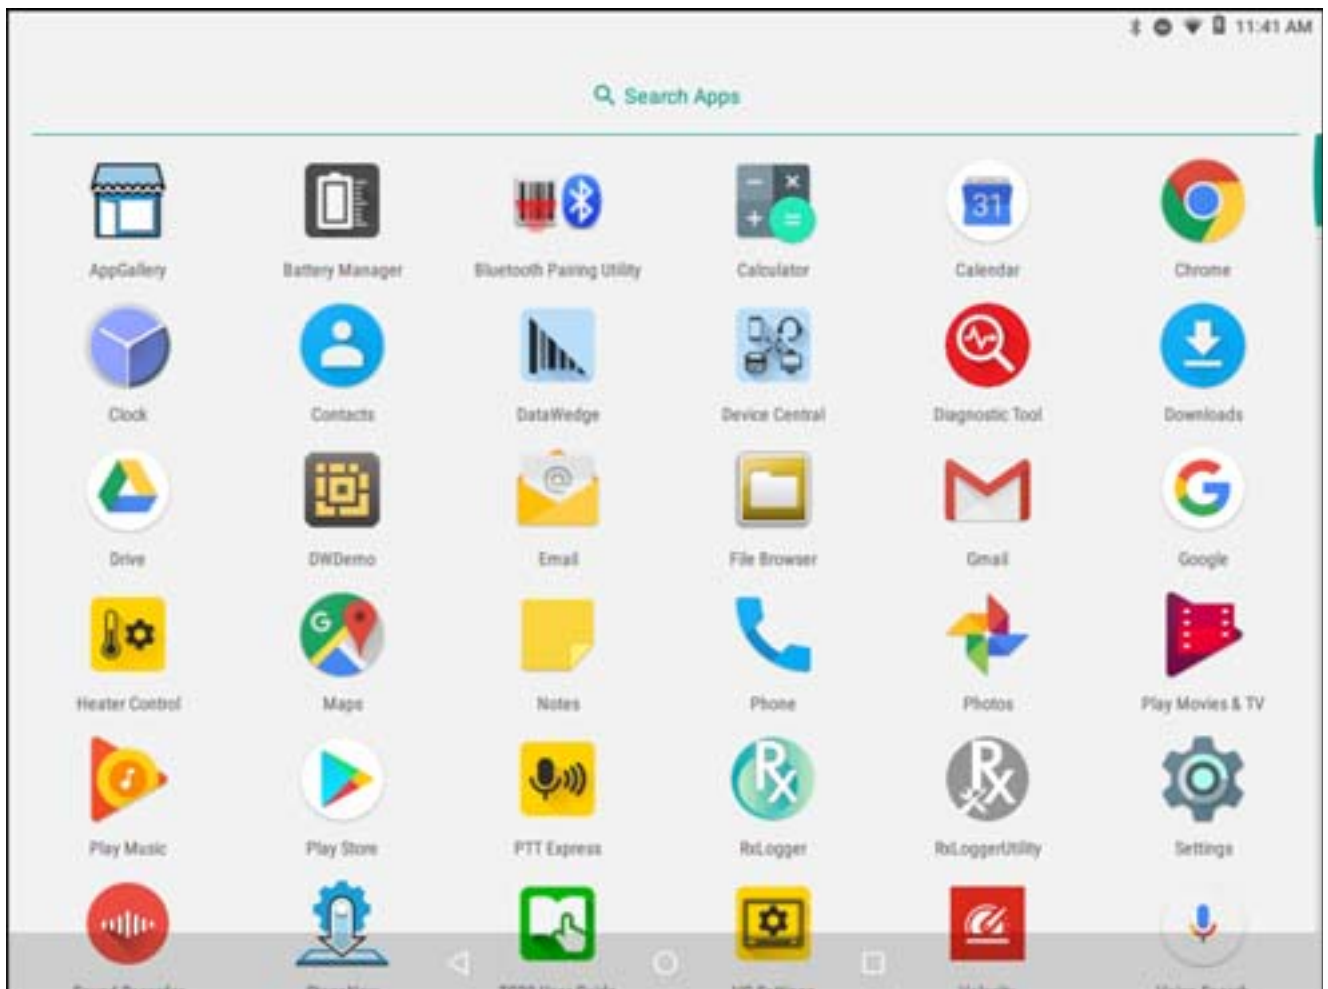 11:41 AM
Search Apps
AppGallery Battery Manager Bluetooth Pairing Utility Calculator 31 Calendar Chrome
Clock Contacts DataWedge Device Central Diagnostic Tool Downloads
Drive DWDemo Email File Browser Gmail Google
Heater Control Maps Notes Phone Photos Play Movies & TV
Play Music Play Store PTT Express RxLogger RxLoggerUtility Settings